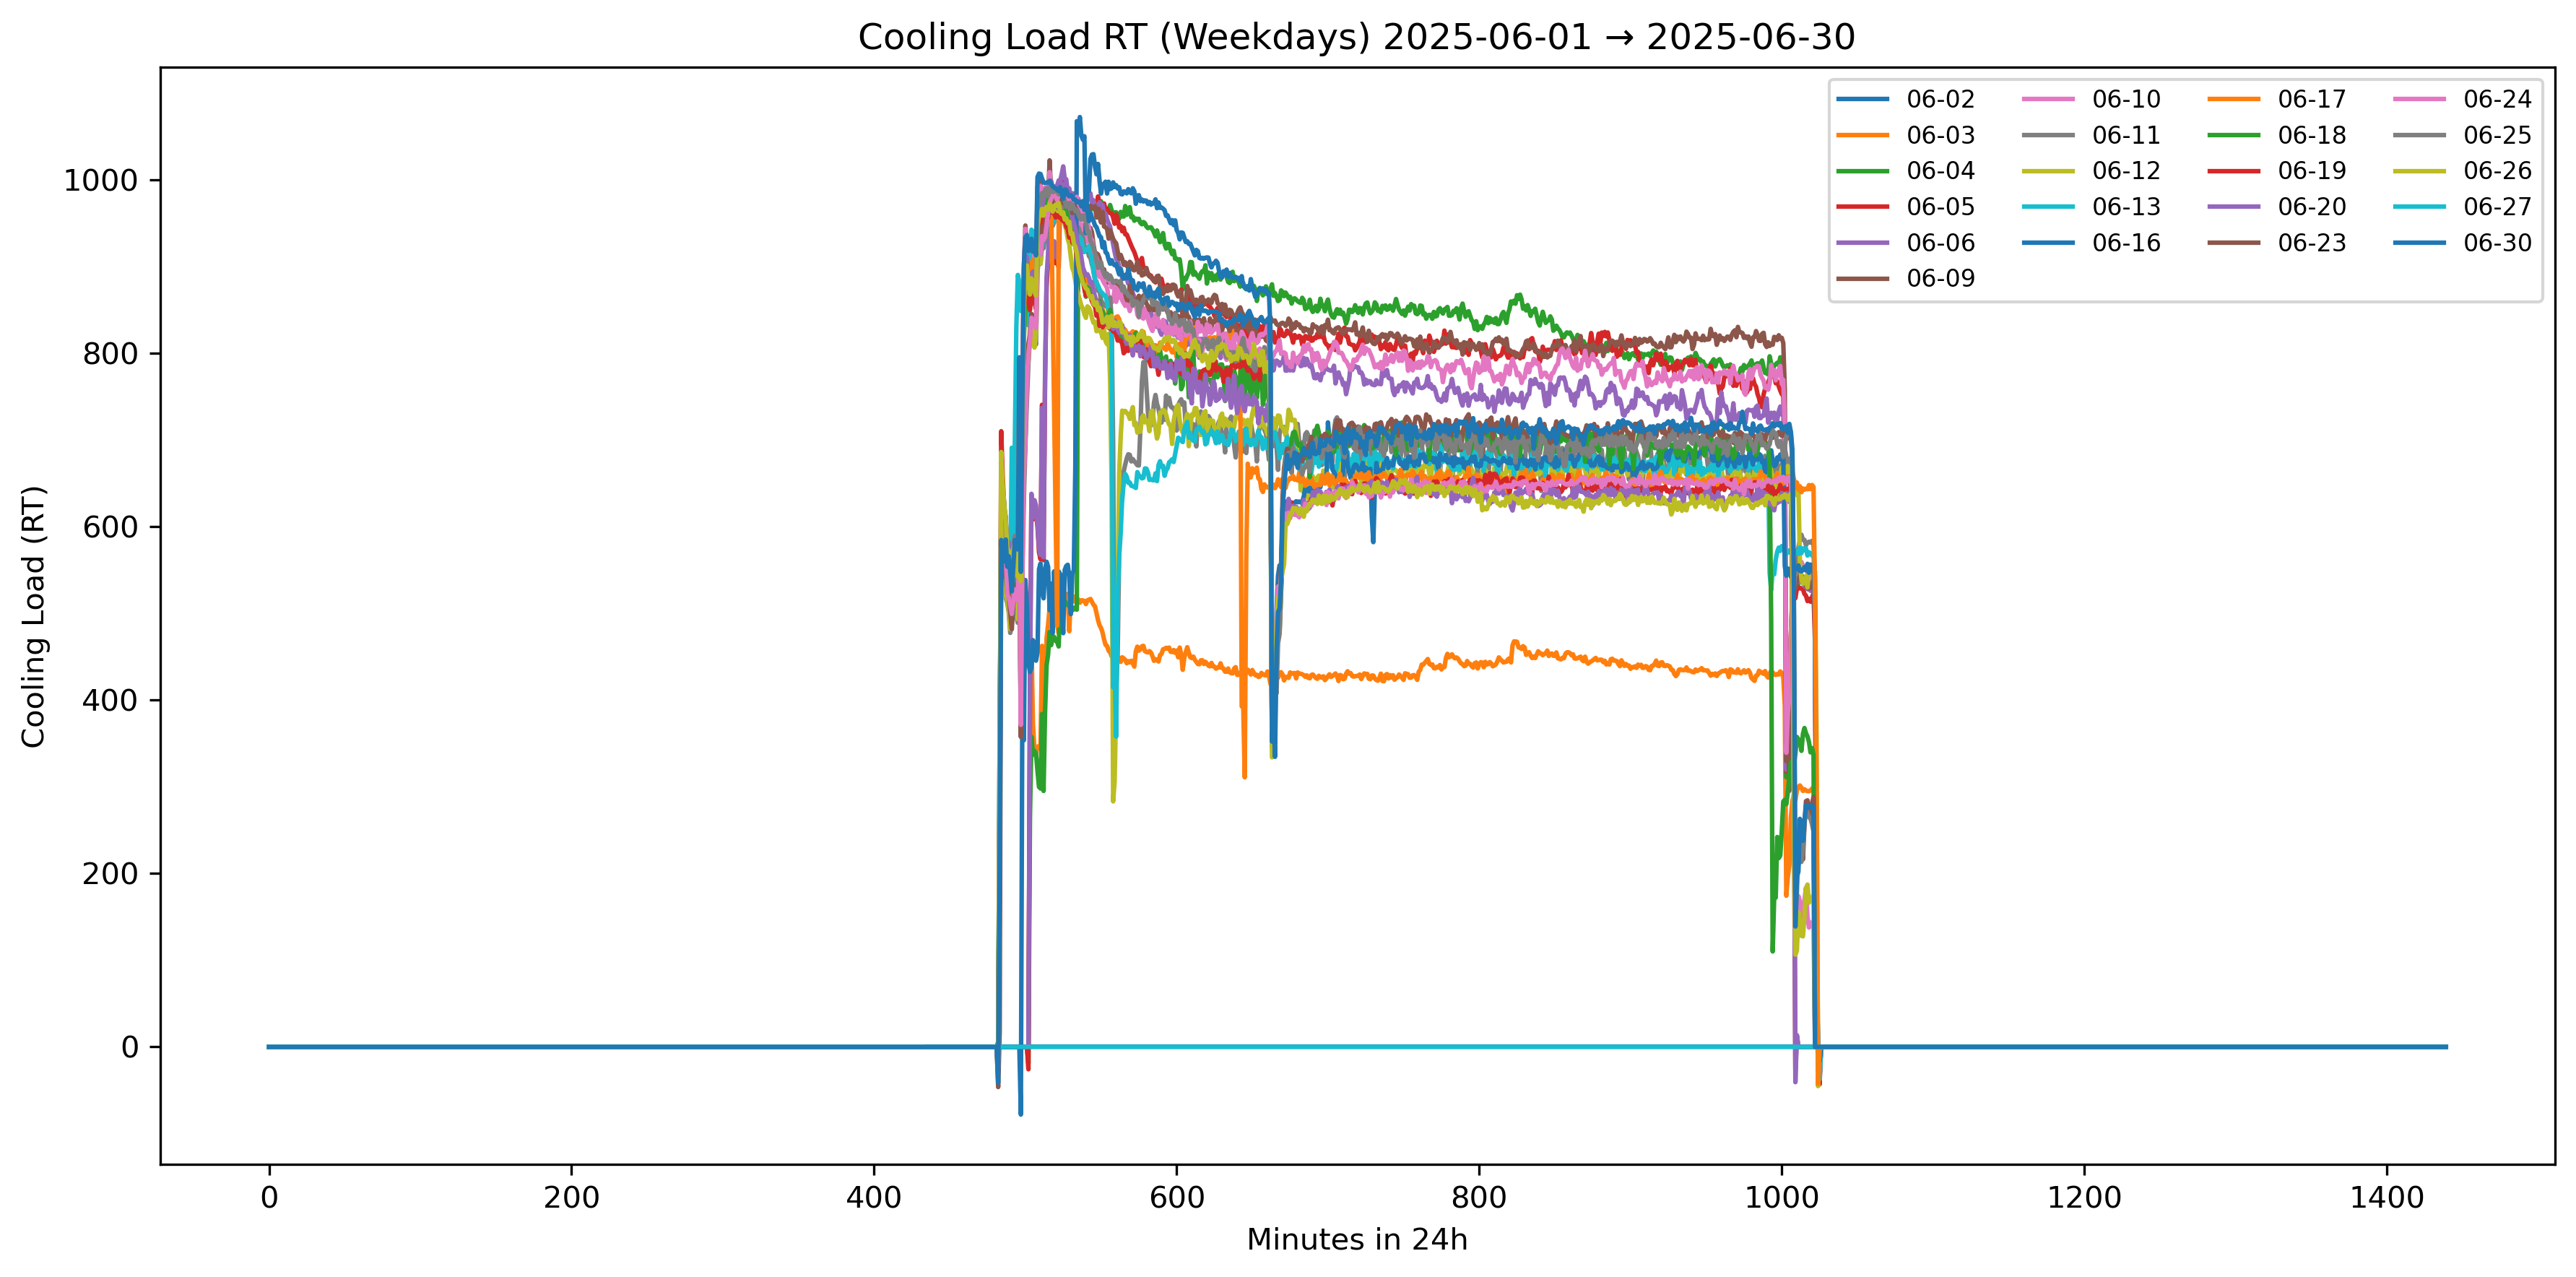 Cooling Load RT (Weekdays) 2025-06-01 → 2025-06-30
Cooling Load (RT)
1000
800
600
400
200
0
06-02 06-10 06-17 06-24
06-03 06-11 06-18 06-25
06-04 06-12 06-19 06-26
06-05 06-13 06-20 06-27
06-06 06-16 06-23 06-30
06-09
0 200 400 600 800 1000 1200 1400
Minutes in 24h